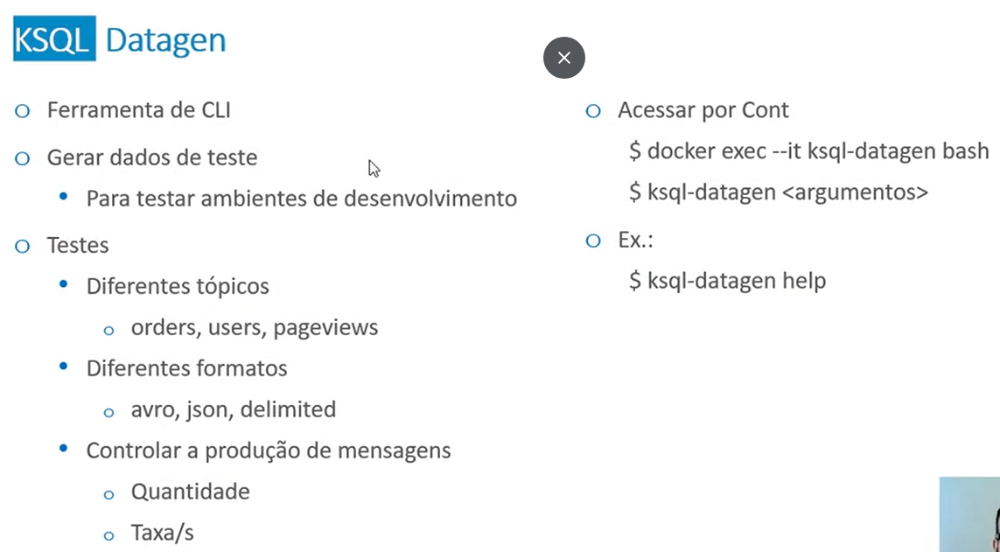 KSQL Datagen
Ferramenta de CLI
Gerar dados de teste
Para testar ambientes de desenvolvimento
Testes
Diferentes tópicos
orders, users, pageviews
Diferentes formatos
avro, json, delimited
Controlar a produção de mensagens
Quantidade
Taxa/s
Acessar por Cont
$ docker exec --it ksql-datagen bash
$ ksql-datagen <argumentos>
Ex.:
$ ksql-datagen help